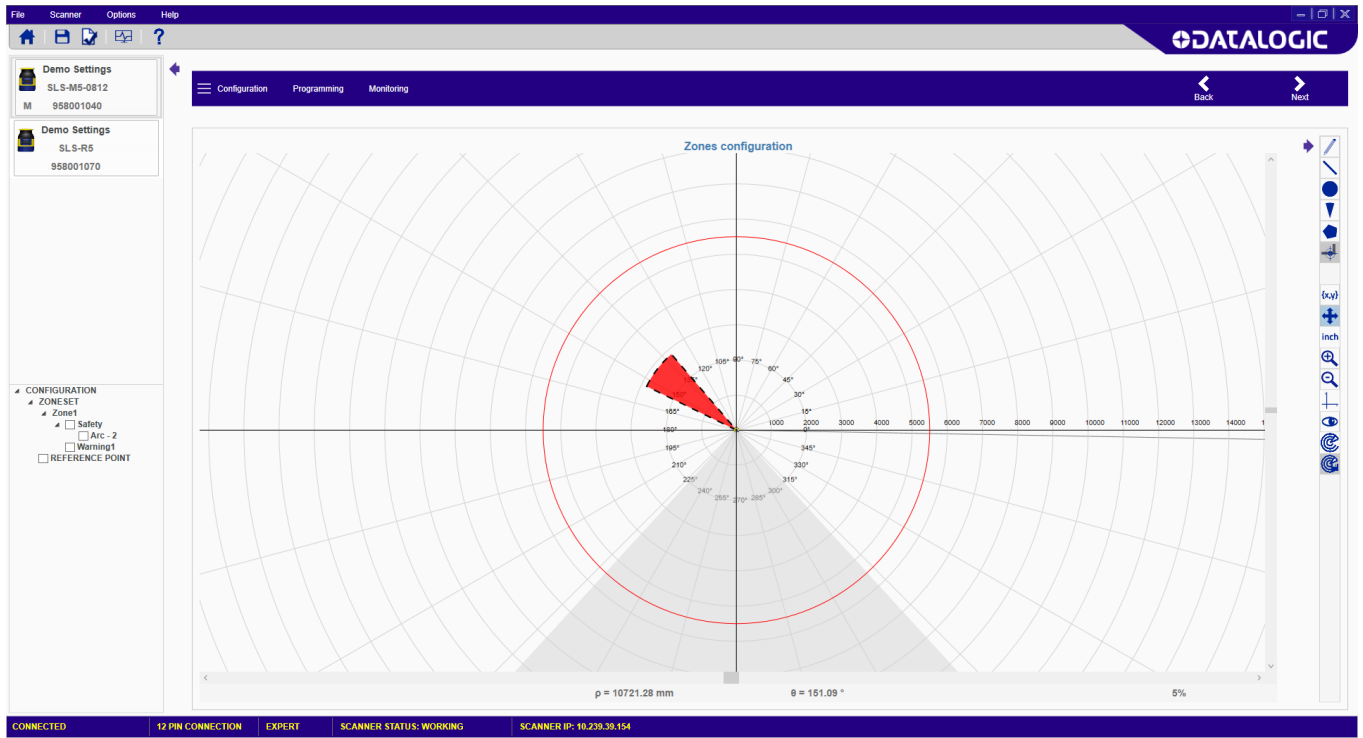 File Scanner Options Help
DATALOGIC
Demo Settings
SLS-M5-0812
M 958001040
Demo Settings
SLS-R5
958001070
Configuration Programming Monitoring
Back
Next
Zones configuration
CONFIGURATION
ZONESET
Zone1
Safety
Arc - 2
Warning1
REFERENCE POINT
105° 90° 75°
120° 60°
45°
30°
165° 15°
180° 0° 1000 2000 3000 4000 5000 6000 7000 8000 9000 10000 11000 12000 13000 14000 1
195° 345°
210° 330°
225° 315°
240° 255° 270° 285° 300°
{x,y}
inch
ρ = 10721.28 mm θ = 151.09 ° 5%
CONNECTED 12 PIN CONNECTION EXPERT SCANNER STATUS: WORKING SCANNER IP: 10.239.39.154